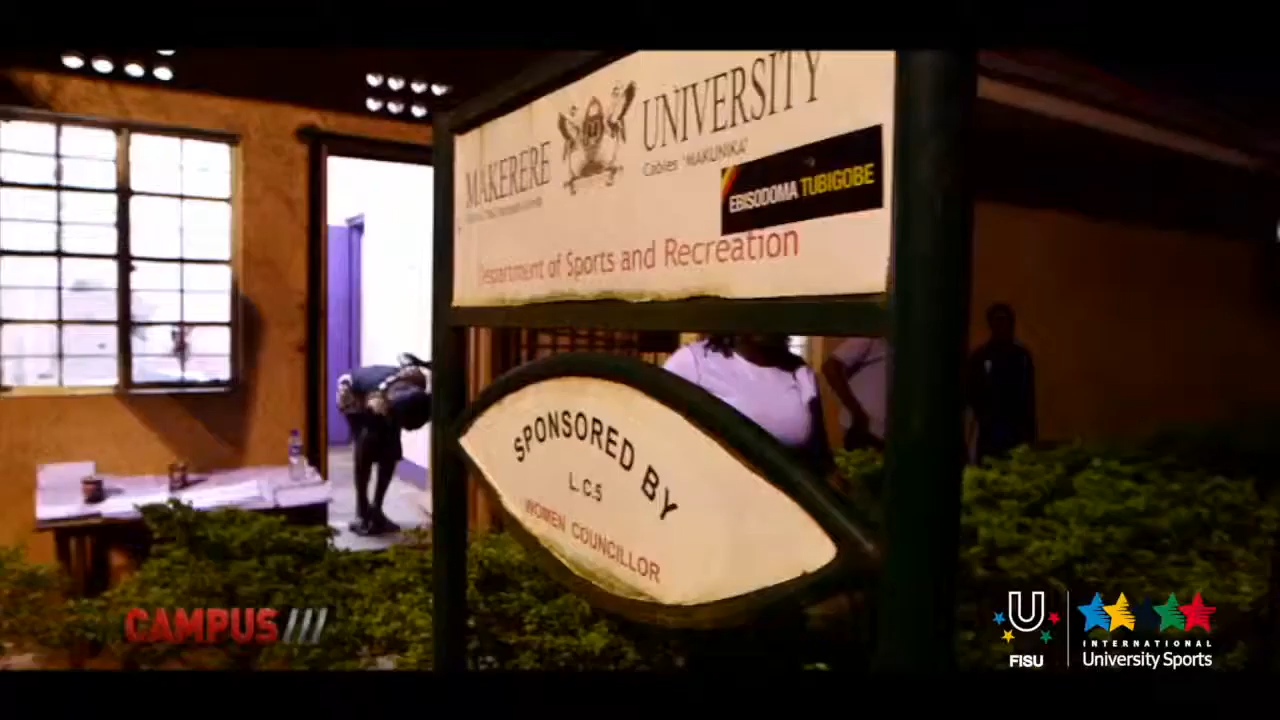 MAKERERE UNIVERSITY
Cables 'MAKUNIKA'
EBISODOMA TUBIGOBE
Department of Sports and Recreation
SPONSORED BY
L.C.5
WOMEN COUNCILLOR
CAMPUS ///
FISU
INTERNATIONAL
University Sports